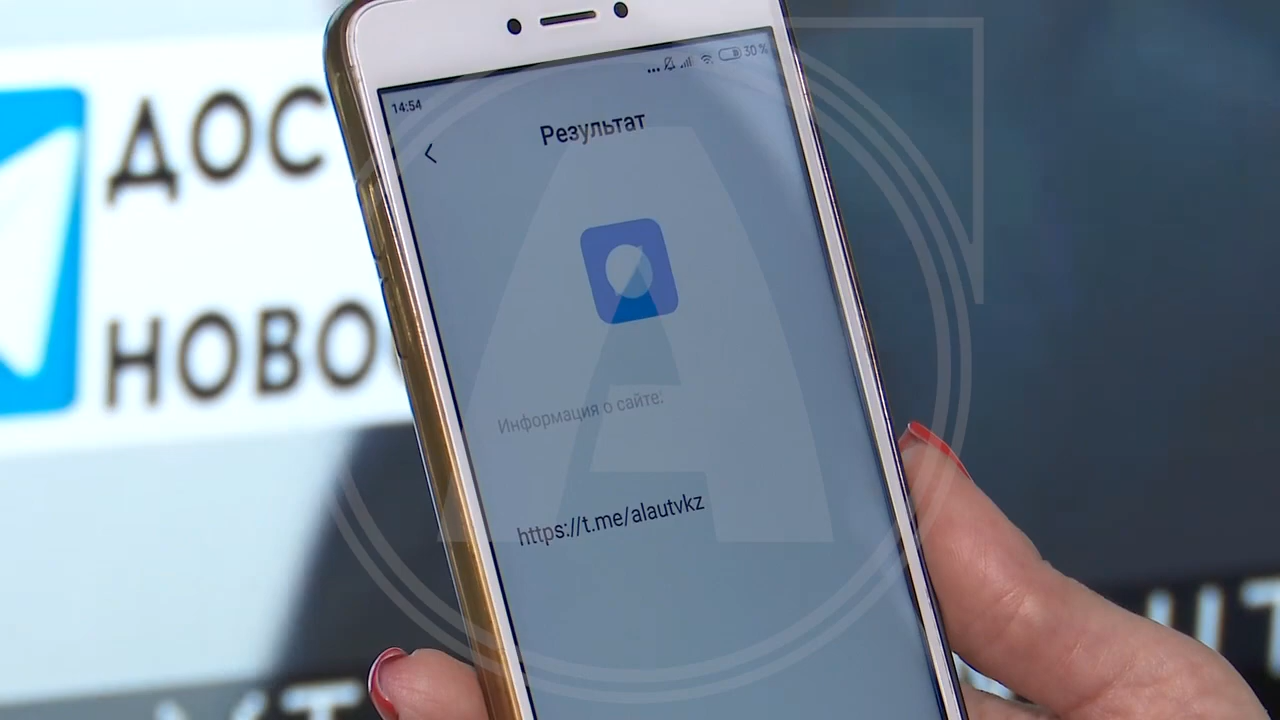 14:54
30 %
Результат
Информация о сайте:
https://t.me/alautvkz
ДОС
НОВО